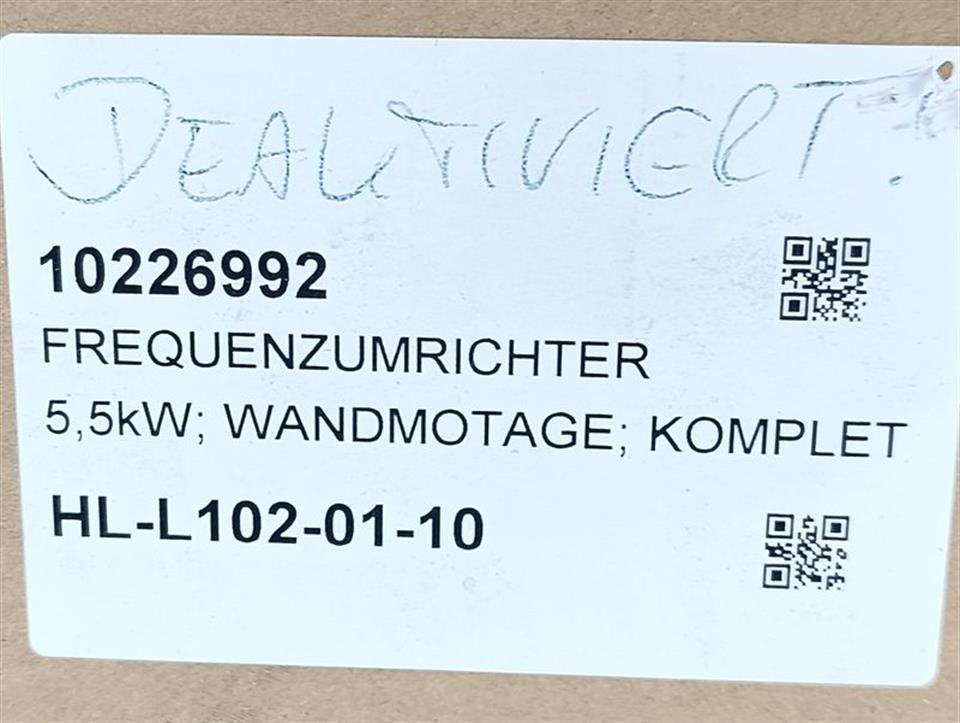 DEAKTIVIERT!
10226992
FREQUENZUMRICHTER
5,5kW; WANDMOTAGE; KOMPLET
HL-L102-01-10